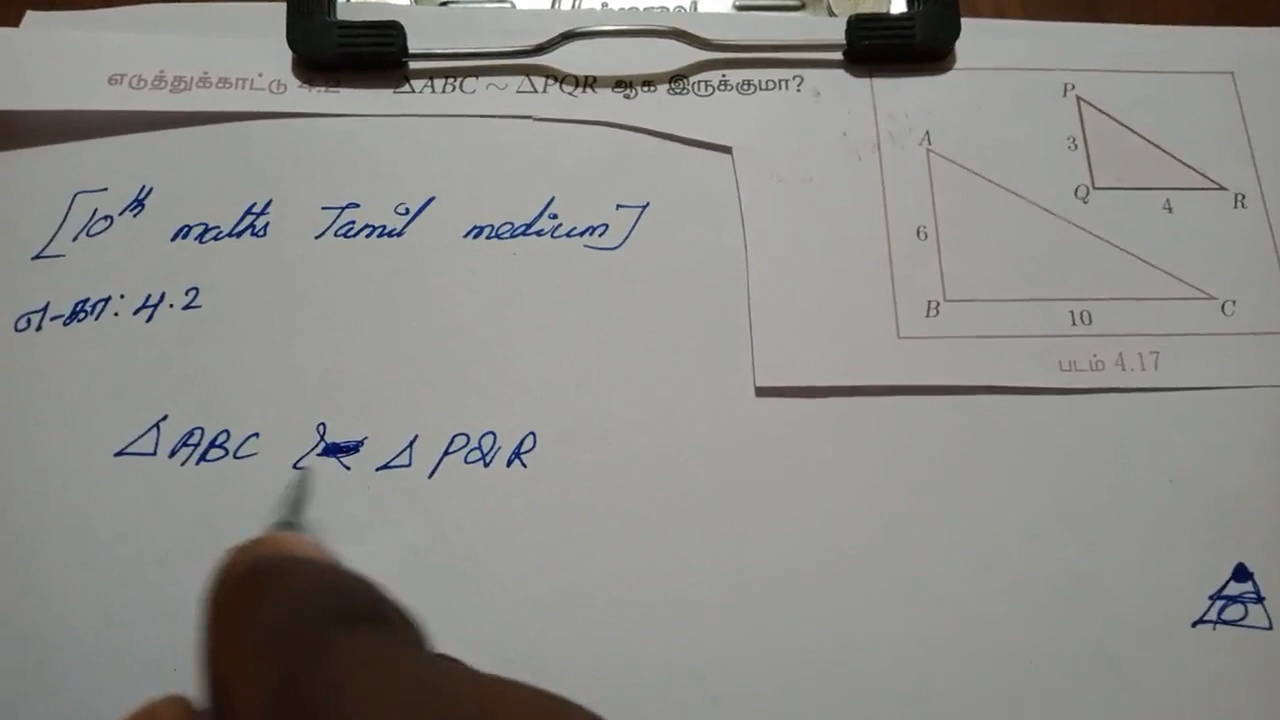 எடுத்துக்காட்டு 4.2 ΔABC ~ ΔPQR ஆக இருக்குமா?
[10th maths Tamil medium]
எ-கா: 4.2
ΔABC ~ ΔPQR
P
3
Q
4
R
A
6
B
10
C
படம் 4.17